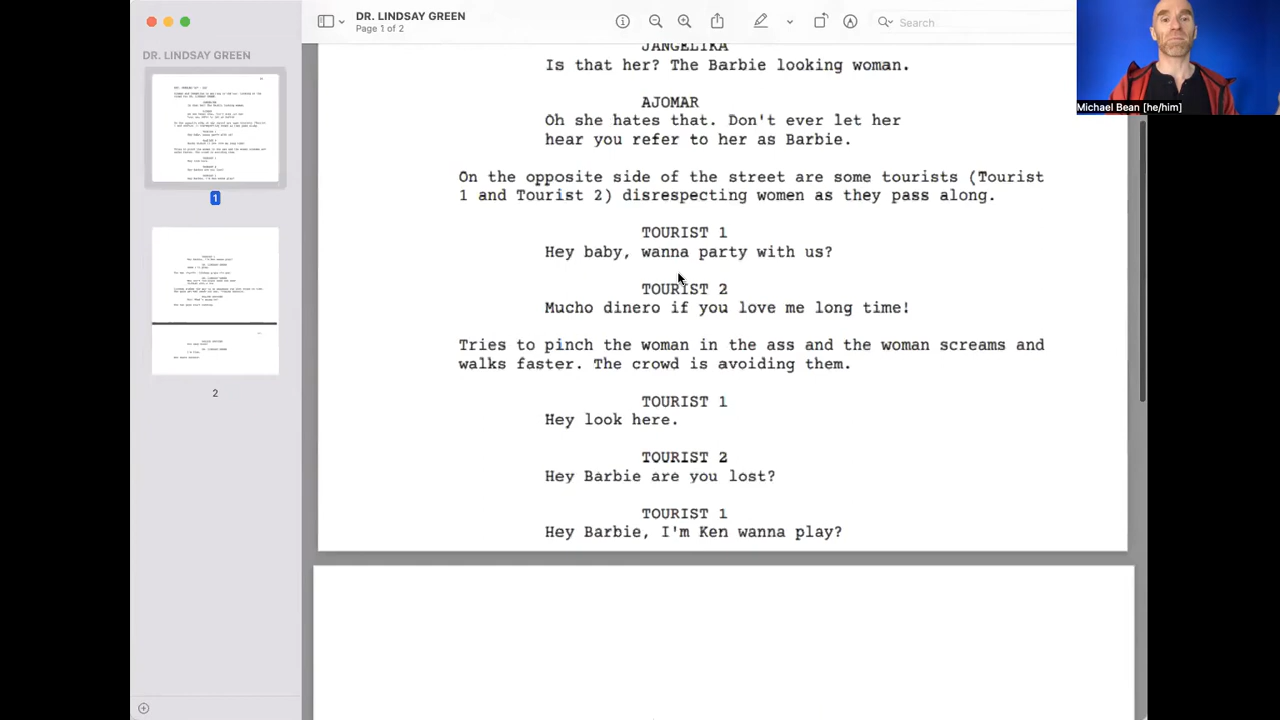 DR. LINDSAY GREEN
Page 1 of 2
Search
Michael Bean [he/him]
DR. LINDSAY GREEN
1
2
JANGELIKA
Is that her? The Barbie looking woman.
AJOMAR
Oh she hates that. Don't ever let her
hear you refer to her as Barbie.
On the opposite side of the street are some tourists (Tourist
1 and Tourist 2) disrespecting women as they pass along.
TOURIST 1
Hey baby, wanna party with us?
TOURIST 2
Mucho dinero if you love me long time!
Tries to pinch the woman in the ass and the woman screams and
walks faster. The crowd is avoiding them.
TOURIST 1
Hey look here.
TOURIST 2
Hey Barbie are you lost?
TOURIST 1
Hey Barbie, I'm Ken wanna play?